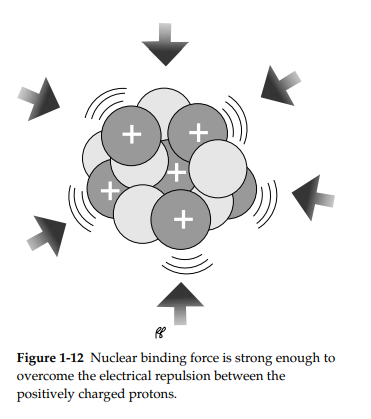 +
+
+
+
+
Figure 1-12 Nuclear binding force is strong enough to
overcome the electrical repulsion between the
positively charged protons.